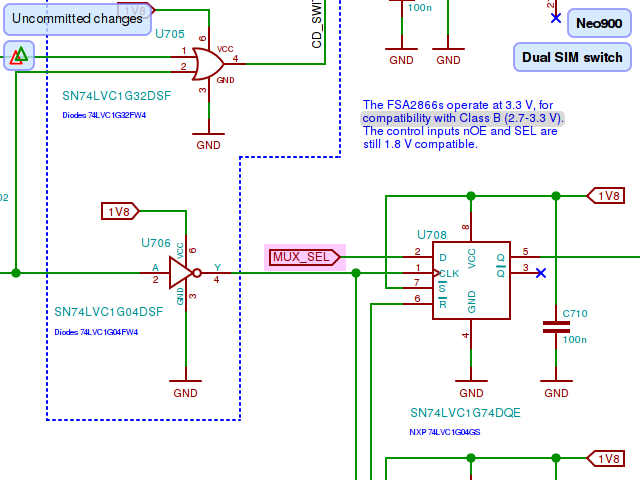 Uncommitted changes
1V8
U705
6
VCC
1
2
4
GND
3
SN74LVC1G32DSF
Diodes 74LVC1G32FW4
GND
CD_SWI
100n
GND
GND
2
Neo900
Dual SIM switch
The FSA2866s operate at 3.3 V, for
compatibility with Class B (2.7-3.3 V).
The control inputs nOE and SEL are
still 1.8 V compatible.
02
1V8
U706
VCC
6
A
2
Y
4
GND
3
SN74LVC1G04DSF
Diodes 74LVC1G04FW4
GND
MUX_SEL
1V8
U708
8
VCC
2
D
Q
5
1
CLK
Q
3
7
S
6
R
GND
4
GND
C710
100n
GND
SN74LVC1G74DQE
NXP 74LVC1G04GS
1V8